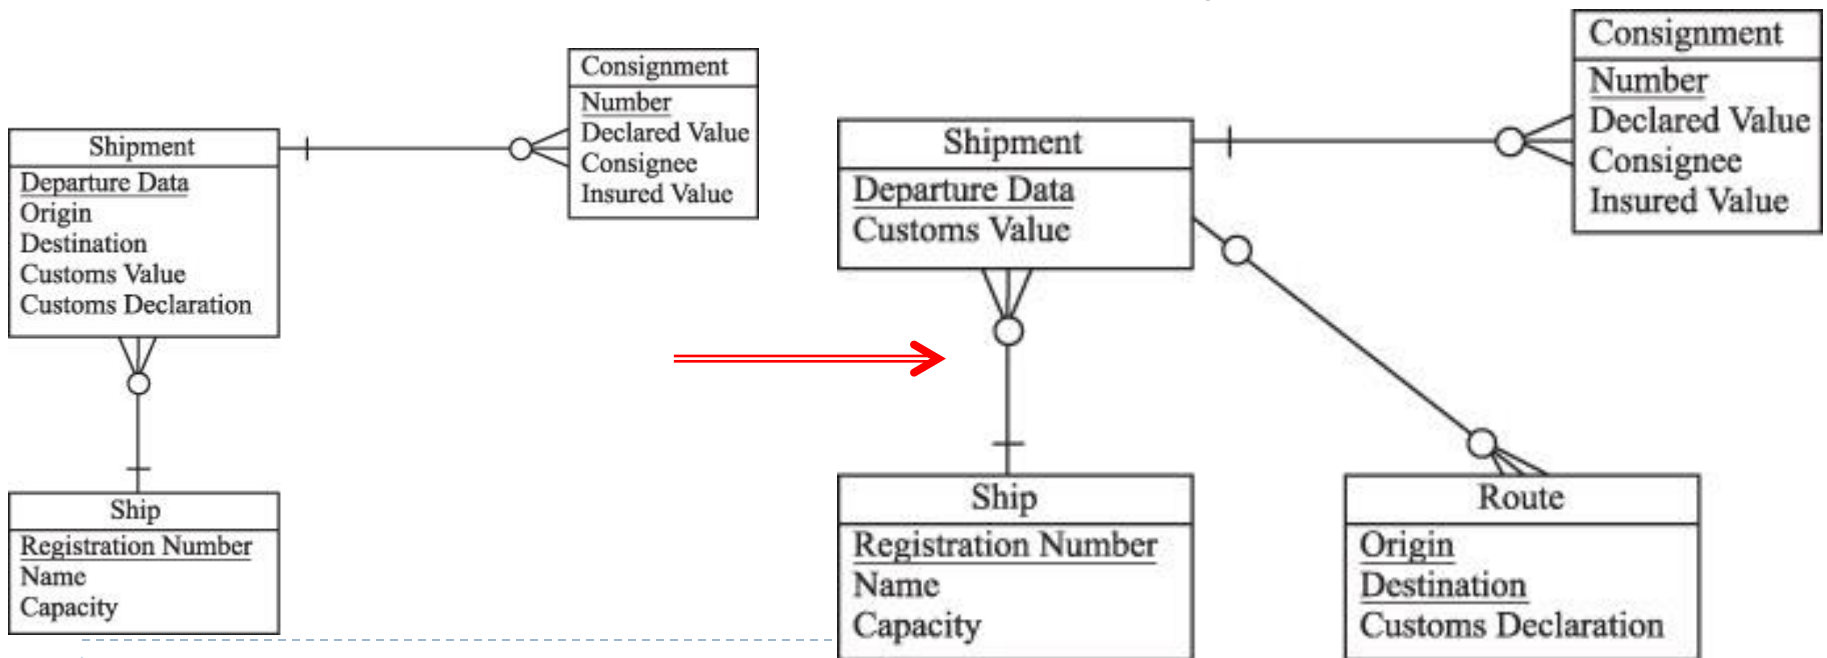 Consignment
Number
Declared Value
Consignee
Insured Value
Shipment
Departure Data
Origin
Destination
Customs Value
Customs Declaration
Ship
Registration Number
Name
Capacity
Consignment
Number
Declared Value
Consignee
Insured Value
Shipment
Departure Data
Customs Value
Ship
Registration Number
Name
Capacity
Route
Origin
Destination
Customs Declaration